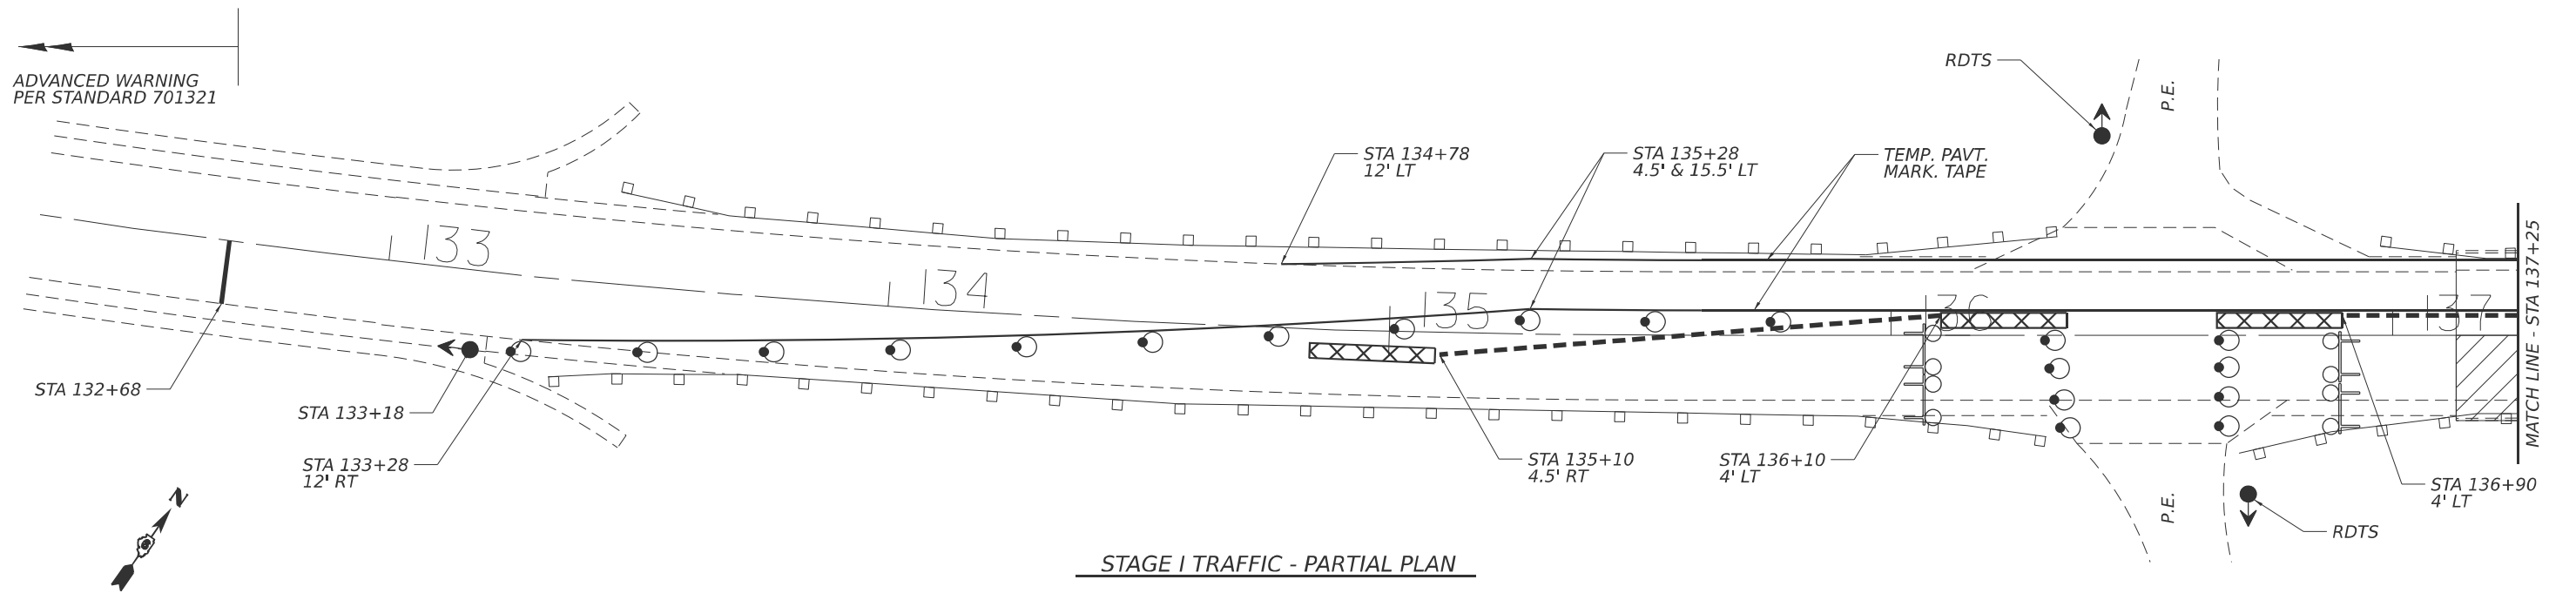 ADVANCED WARNING
PER STANDARD 701321
RDTS
P.E.
STA 134+78
12' LT
STA 135+28
4.5' & 15.5' LT
TEMP. PAVT.
MARK. TAPE
133
134
135
136
137
MATCH LINE - STA 137+25
STA 132+68
STA 133+18
STA 133+28
12' RT
STA 135+10
4.5' RT
STA 136+10
4' LT
STA 136+90
4' LT
P.E.
RDTS
N
STAGE I TRAFFIC - PARTIAL PLAN